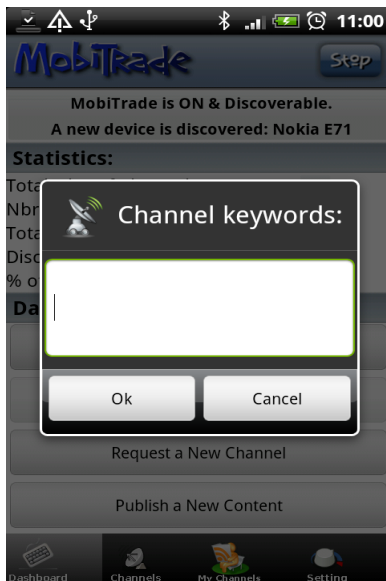 11:00
MobiTrade
Stop
MobiTrade is ON & Discoverable.
A new device is discovered: Nokia E71
Statistics:
Tota
Nbr
Tota
Disc
% o
Da
Channel keywords:
Ok
Cancel
Request a New Channel
Publish a New Content
Dashboard
Channels
My Channels
Setting